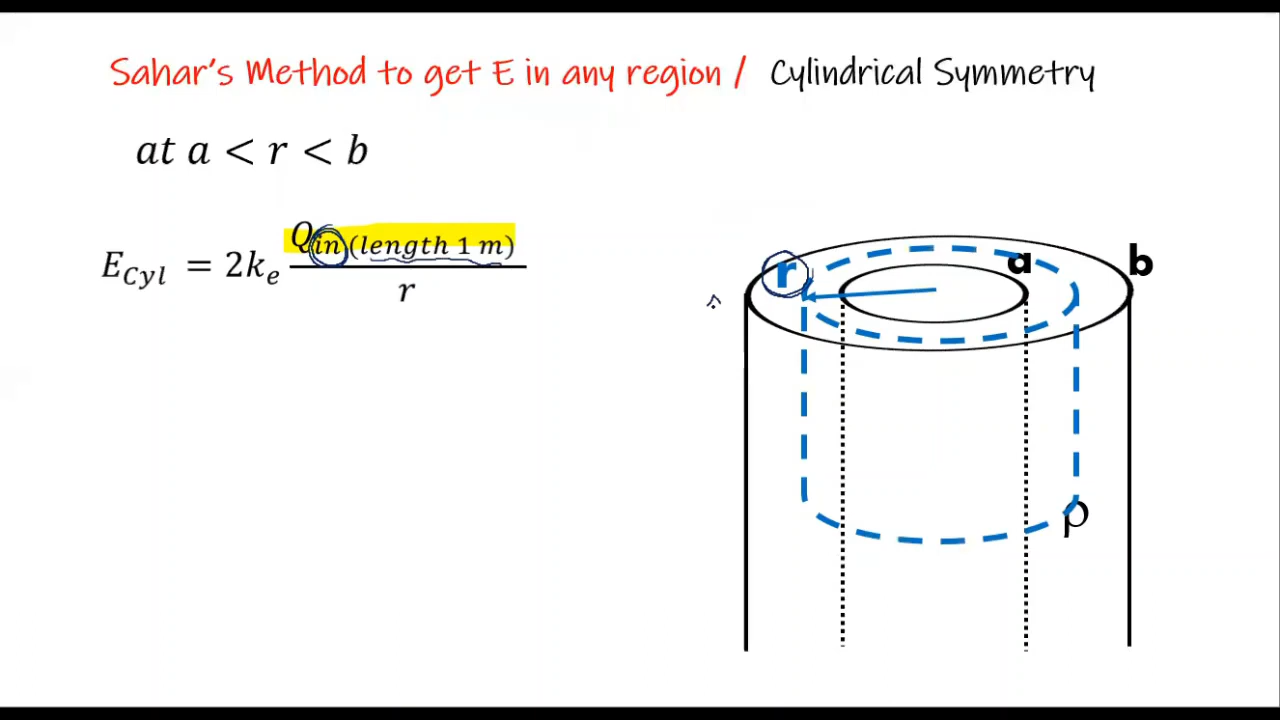 Sahar's Method to get E in any region / Cylindrical Symmetry
at a < r < b
E_Cyl = 2k_e Q_in (length 1 m) / r
r
a
b
ρ